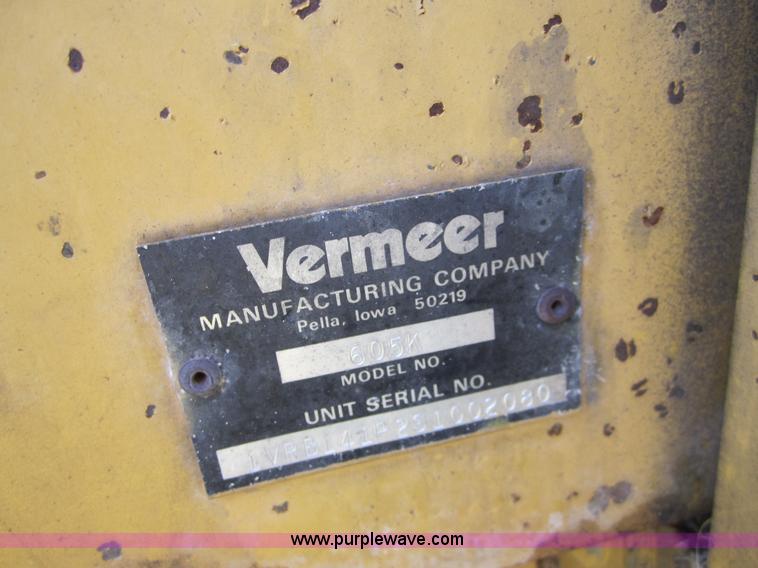 Vermeer
MANUFACTURING COMPANY
Pella, Iowa 50219
605K
MODEL NO.
UNIT SERIAL NO.
www.purplewave.com